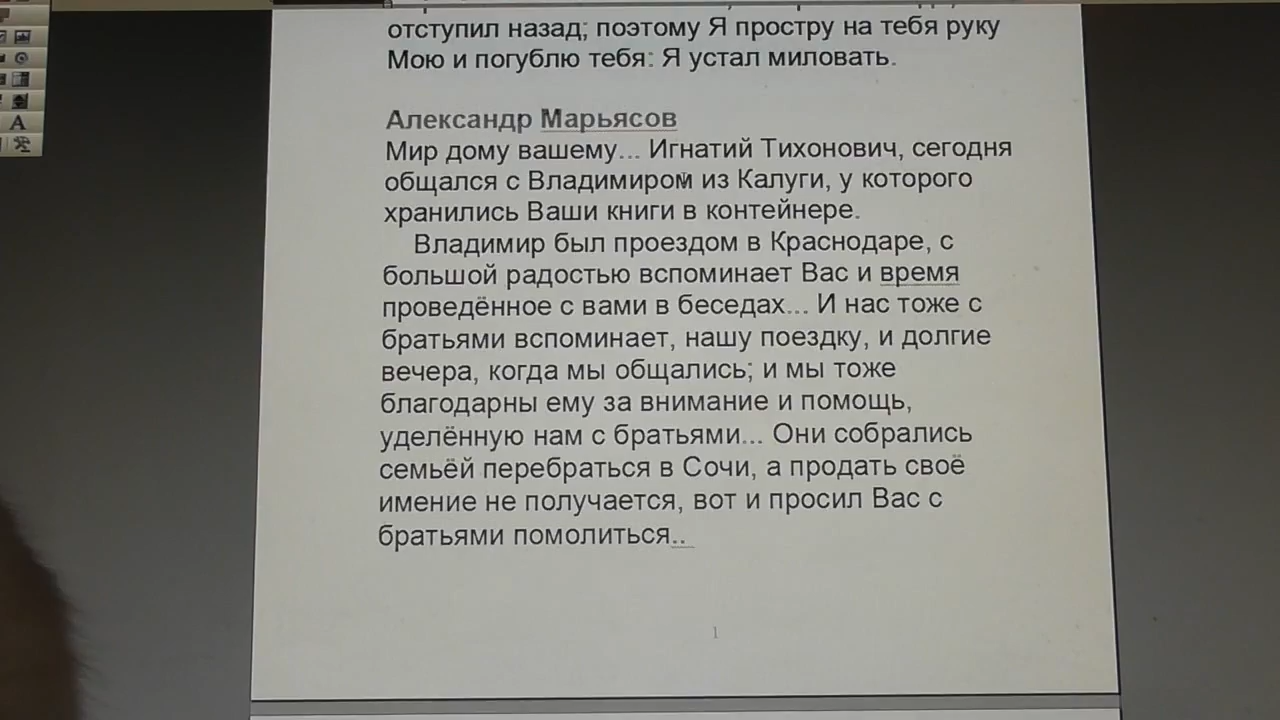 отступил назад; поэтому Я простру на тебя руку
Мою и погублю тебя: Я устал миловать.
Александр Марьясов
Мир дому вашему... Игнатий Тихонович, сегодня
общался с Владимиром из Калуги, у которого
хранились Ваши книги в контейнере.
Владимир был проездом в Краснодаре, с
большой радостью вспоминает Вас и время
проведённое с вами в беседах... И нас тоже с
братьями вспоминает, нашу поездку, и долгие
вечера, когда мы общались; и мы тоже
благодарны ему за внимание и помощь,
уделённую нам с братьями... Они собрались
семьёй перебраться в Сочи, а продать своё
имение не получается, вот и просил Вас с
братьями помолиться..
1